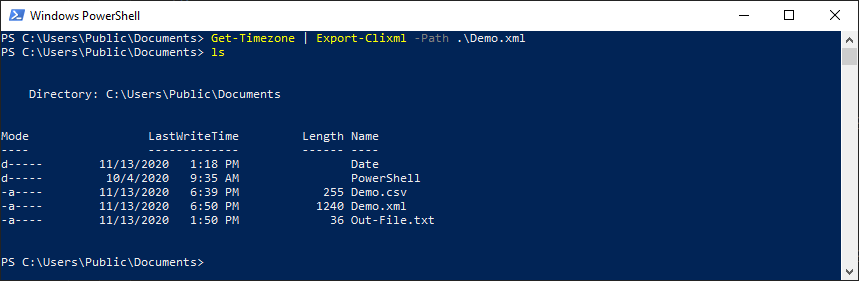 Windows PowerShell
PS C:\Users\Public\Documents> Get-Timezone | Export-Clixml -Path .\Demo.xml
PS C:\Users\Public\Documents> ls
    Directory: C:\Users\Public\Documents
Mode                 LastWriteTime         Length Name
----                 -------------         ------ ----
d-----        11/13/2020   1:18 PM                Date
d-----         10/4/2020   9:35 AM                PowerShell
-a----        11/13/2020   6:39 PM            255 Demo.csv
-a----        11/13/2020   6:50 PM           1240 Demo.xml
-a----        11/13/2020   1:50 PM             36 Out-File.txt
PS C:\Users\Public\Documents>